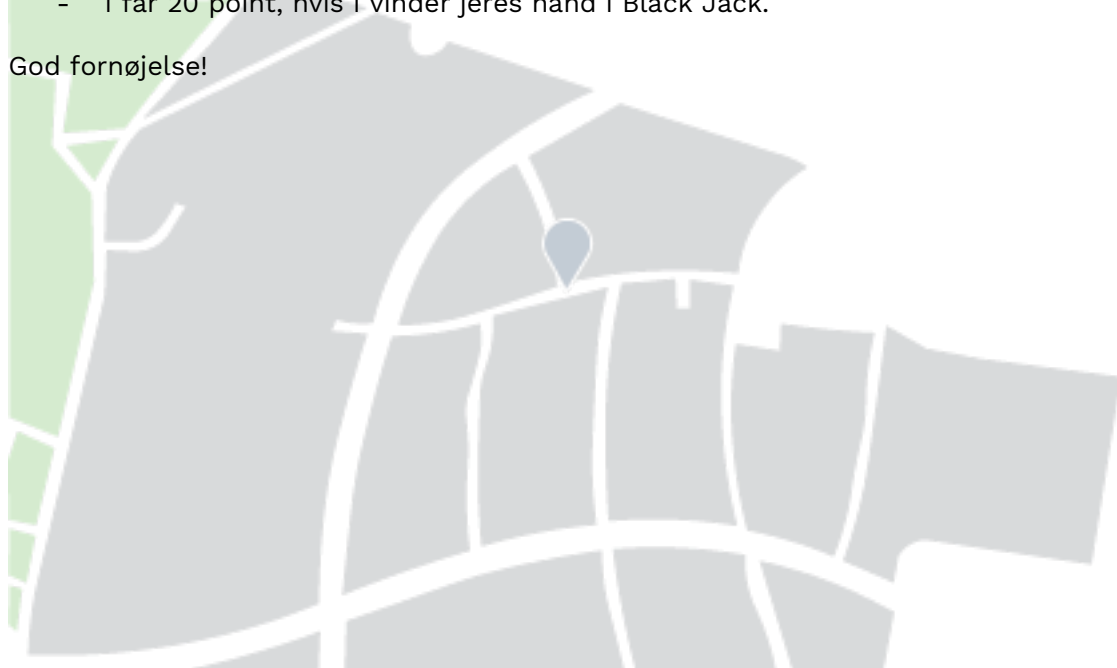 - I får 20 point, hvis I vinder jeres hånd i Black Jack.
God fornøjelse!